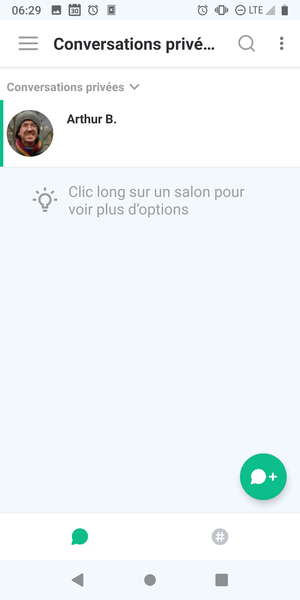 06:29 30 LTE
Conversations privé...
Conversations privées
Arthur B.
Clic long sur un salon pour
voir plus d'options